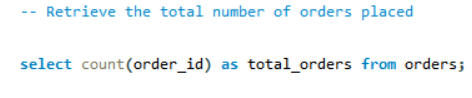 -- Retrieve the total number of orders placed
select count(order_id) as total_orders from orders;